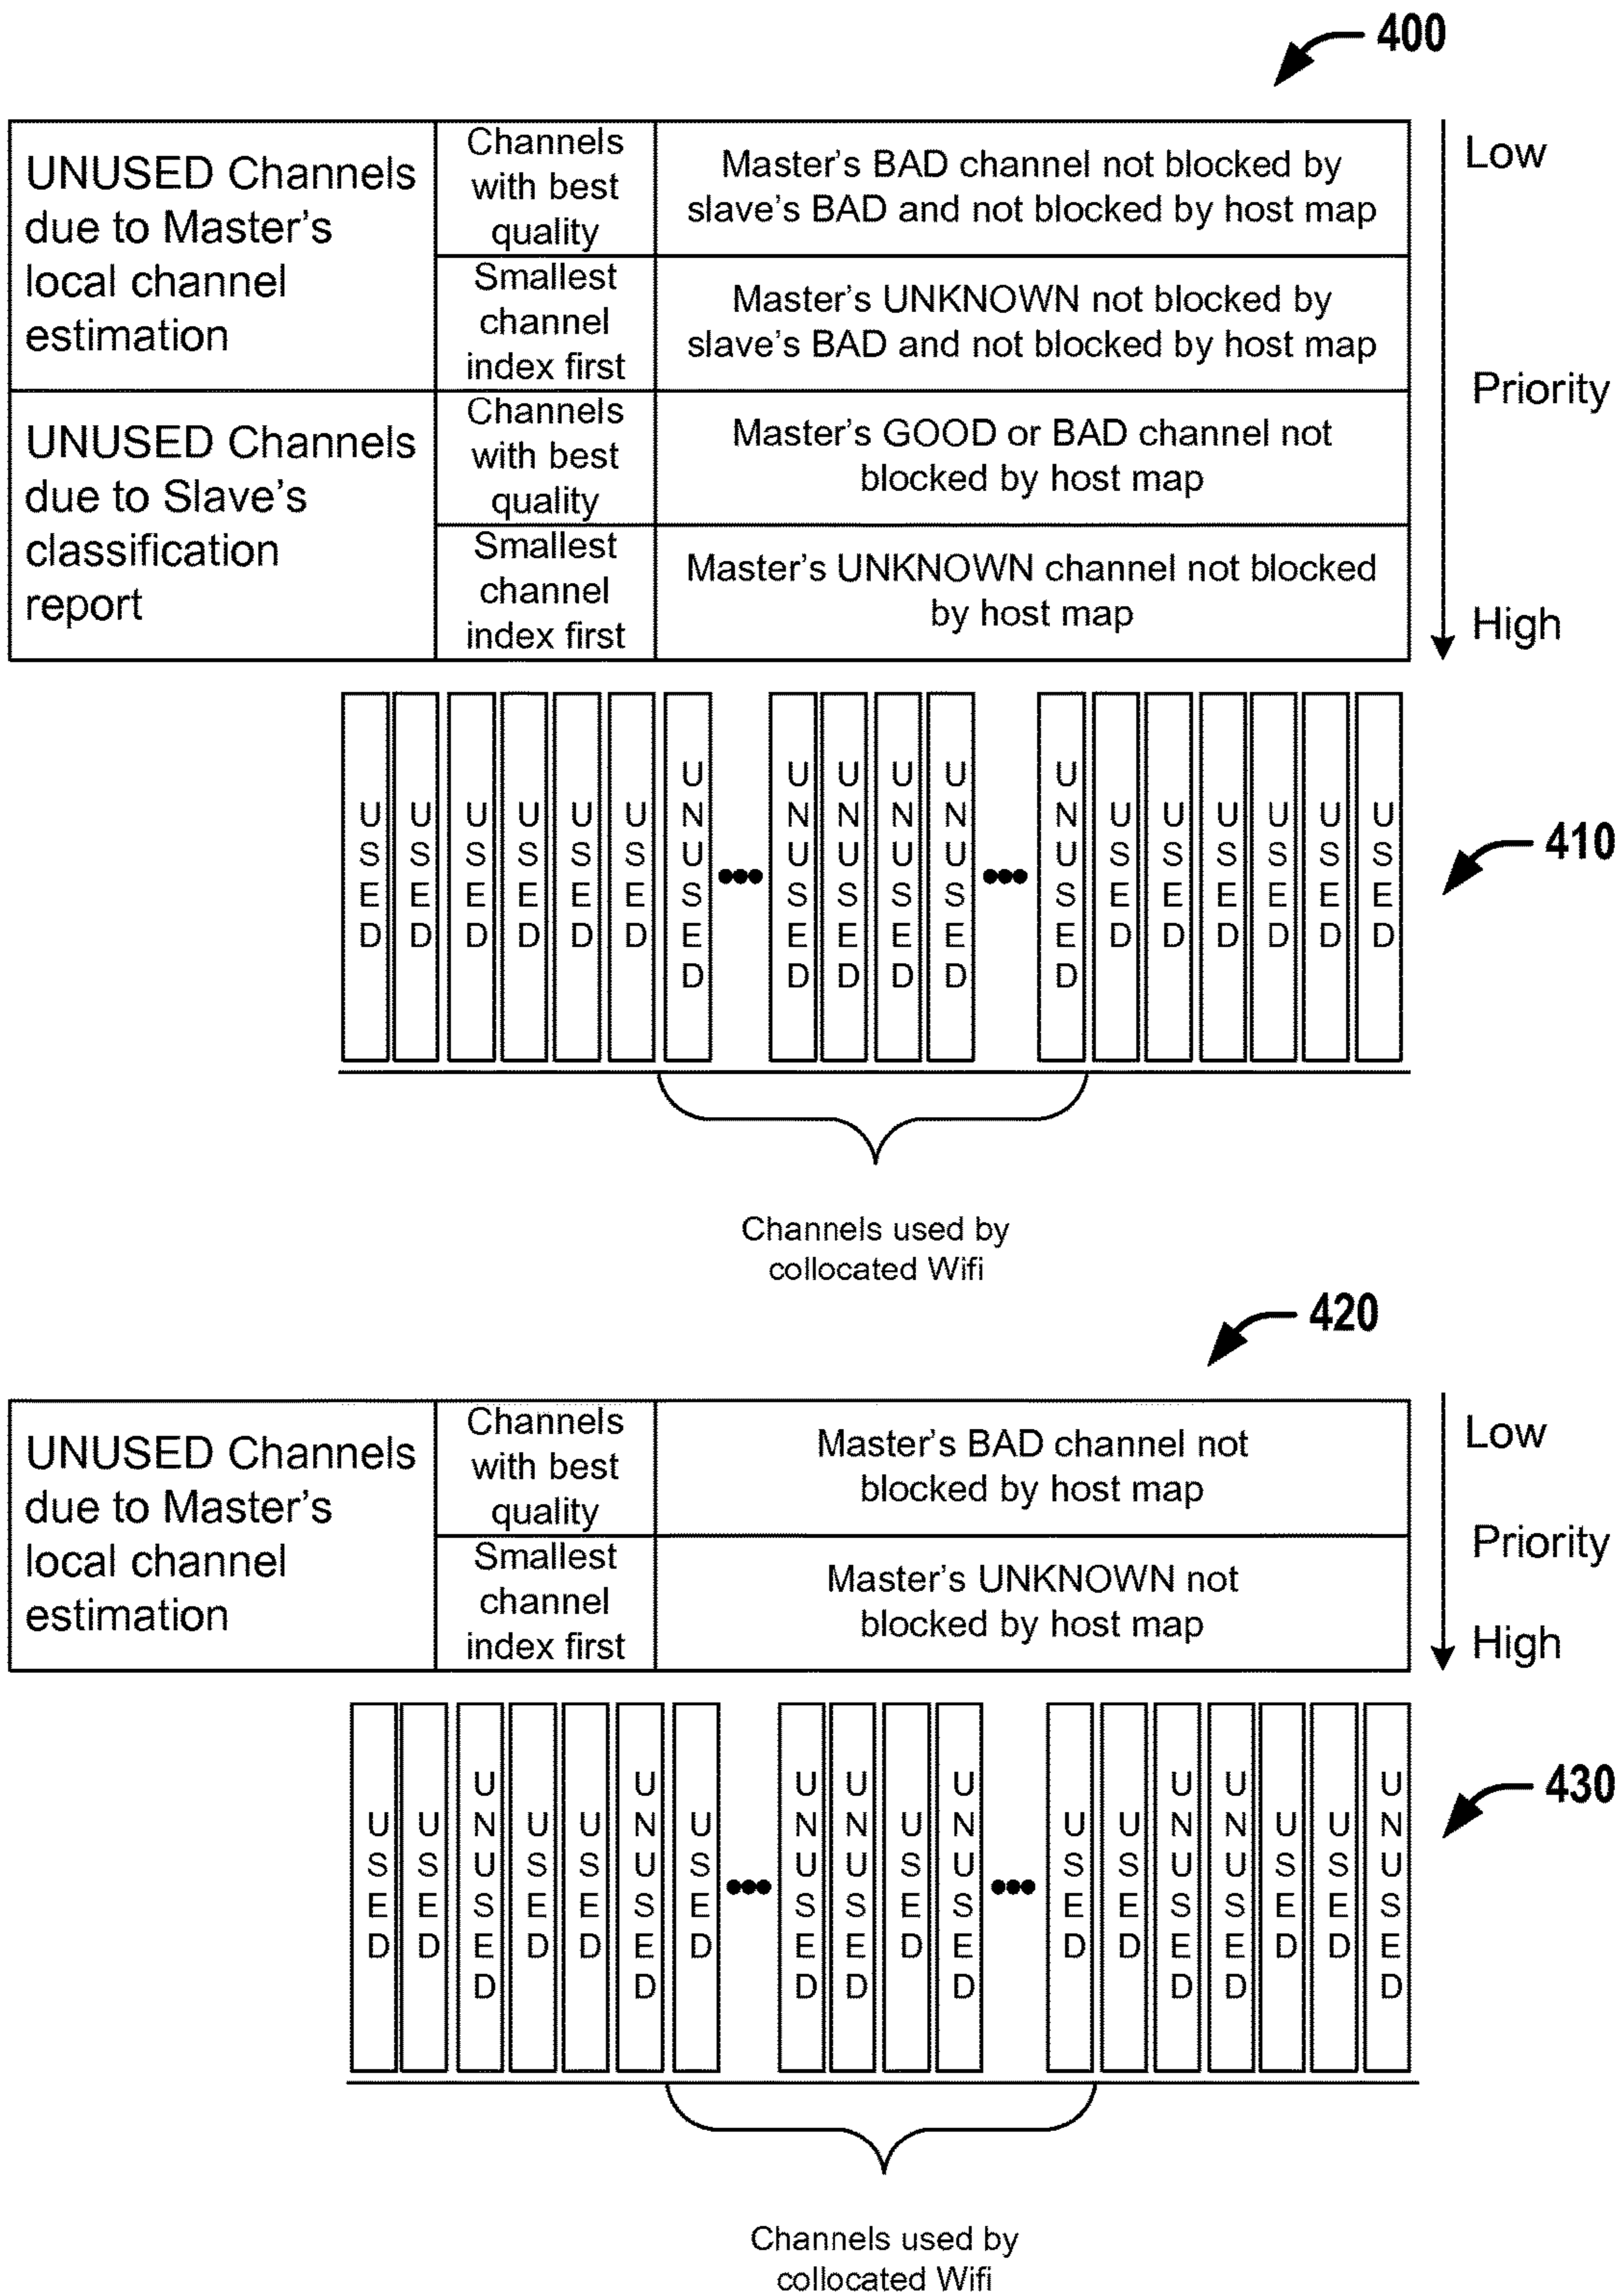 400
UNUSED Channels
due to Master's
local channel
estimation
Channels
with best
quality
Master's BAD channel not blocked by
slave's BAD and not blocked by host map
Smallest
channel
index first
Master's UNKNOWN not blocked by
slave's BAD and not blocked by host map
UNUSED Channels
due to Slave's
classification
report
Channels
with best
quality
Master's GOOD or BAD channel not
blocked by host map
Smallest
channel
index first
Master's UNKNOWN channel not blocked
by host map
Low
Priority
High
USED
USED
USED
USED
USED
USED
UNUSED
UNUSED
UNUSED
UNUSED
UNUSED
UNUSED
USED
USED
USED
USED
USED
USED
410
Channels used by
collocated Wifi
420
UNUSED Channels
due to Master's
local channel
estimation
Channels
with best
quality
Master's BAD channel not
blocked by host map
Smallest
channel
index first
Master's UNKNOWN not
blocked by host map
Low
Priority
High
USED
USED
UNUSED
USED
USED
UNUSED
USED
UNUSED
UNUSED
USED
UNUSED
USED
USED
UNUSED
UNUSED
USED
USED
UNUSED
430
Channels used by
collocated Wifi